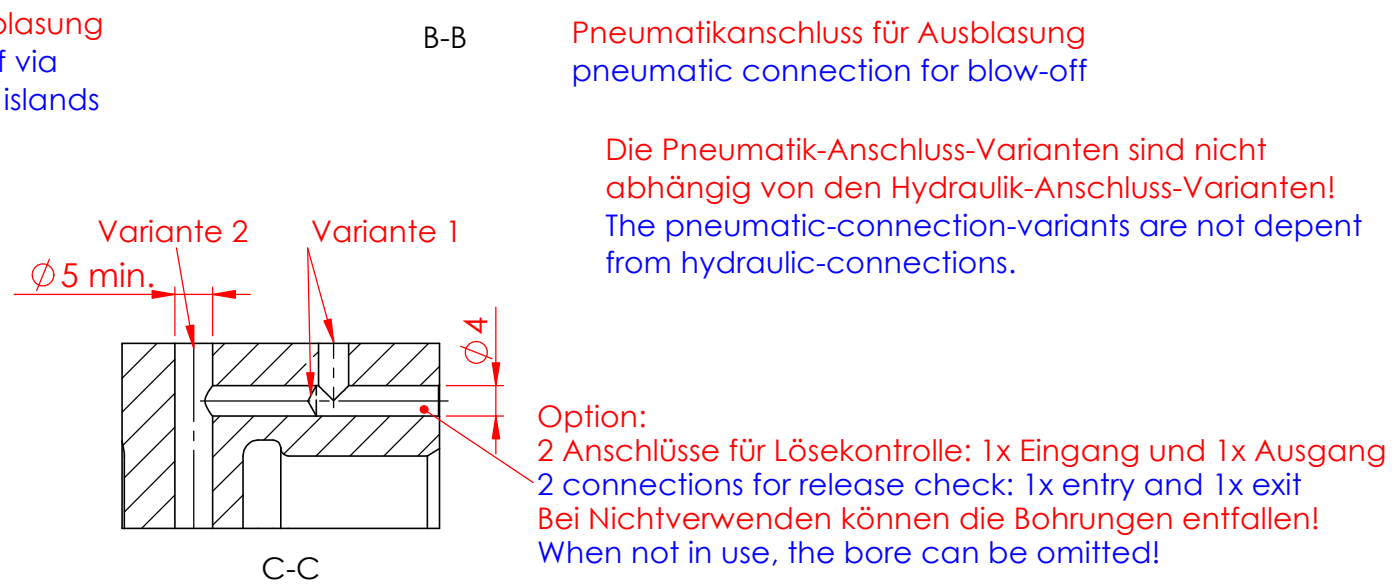 blasung
f via
islands
B-B
Pneumatikanschluss für Ausblasung
pneumatic connection for blow-off
Die Pneumatik-Anschluss-Varianten sind nicht
abhängig von den Hydraulik-Anschluss-Varianten!
The pneumatic-connection-variants are not depent
from hydraulic-connections.
Variante 2
Variante 1
∅5 min.
∅4
Option:
2 Anschlüsse für Lösekontrolle: 1x Eingang und 1x Ausgang
2 connections for release check: 1x entry and 1x exit
Bei Nichtverwenden können die Bohrungen entfallen!
When not in use, the bore can be omitted!
C-C